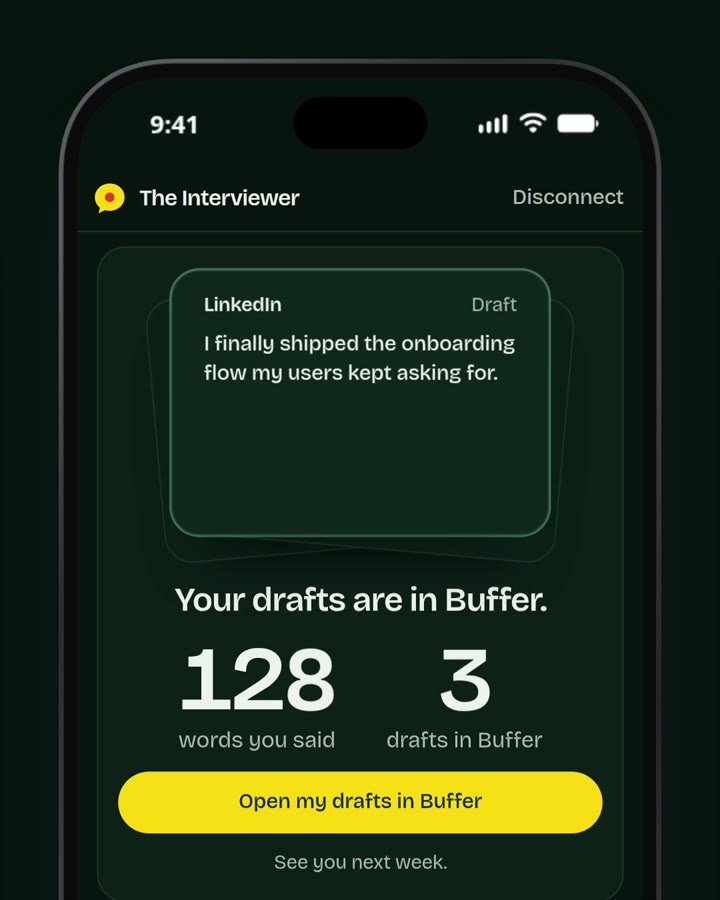 9:41
The Interviewer
Disconnect
LinkedIn
Draft
I finally shipped the onboarding
flow my users kept asking for.
Your drafts are in Buffer.
128
3
words you said
drafts in Buffer
Open my drafts in Buffer
See you next week.